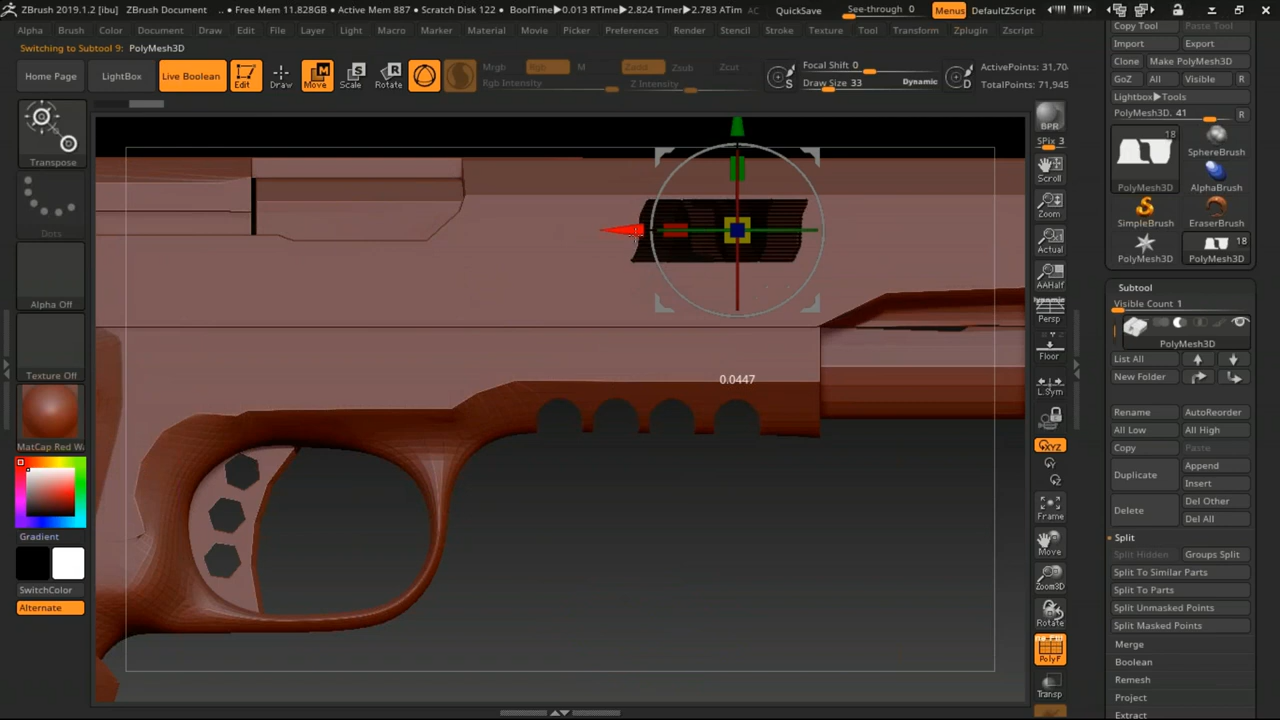 ZBrush 2019.1.2 [ibu] ZBrush Document .. • Free Mem 11.828GB • Active Mem 887 • Scratch Disk 122 • BoolTime▶0.013 RTime▶2.824 Timer▶2.783 ATim AC QuickSave See-through 0 Menus DefaultZScript
Alpha Brush Color Document Draw Edit File Layer Light Macro Marker Material Movie Picker Preferences Render Stencil Stroke Texture Tool Transform Zplugin Zscript
Switching to Subtool 9: PolyMesh3D
Home Page
LightBox
Live Boolean
Edit
Draw
Move
Scale
Rotate
Mrgb Rgb M
Rgb Intensity
Zadd Zsub Zcut
Z Intensity
S
Focal Shift 0
Draw Size 33 Dynamic
D
ActivePoints: 31,70
TotalPoints: 71,945
Transpose
Dots
Alpha Off
Texture Off
MatCap Red W
Gradient
SwitchColor
Alternate
0.0447
BPR
SPix 3
Scroll
Zoom
Actual
AAHalf
Dynamic
Persp
Floor
L.Sym
XYZ
Frame
Move
Zoom3D
Rotate
PolyF
Transp
Copy Tool Paste Tool
Import Export
Clone Make PolyMesh3D
GoZ All Visible R
Lightbox▶Tools
PolyMesh3D. 41 R
18
PolyMesh3D SphereBrush
AlphaBrush
SimpleBrush EraserBrush
18
PolyMesh3D PolyMesh3D
Subtool
Visible Count 1
PolyMesh3D
List All
New Folder
Rename AutoReorder
All Low All High
Copy Paste
Duplicate Append
Insert
Delete Del Other
Del All
Split
Split Hidden Groups Split
Split To Similar Parts
Split To Parts
Split Unmasked Points
Split Masked Points
Merge
Boolean
Remesh
Project
Extract